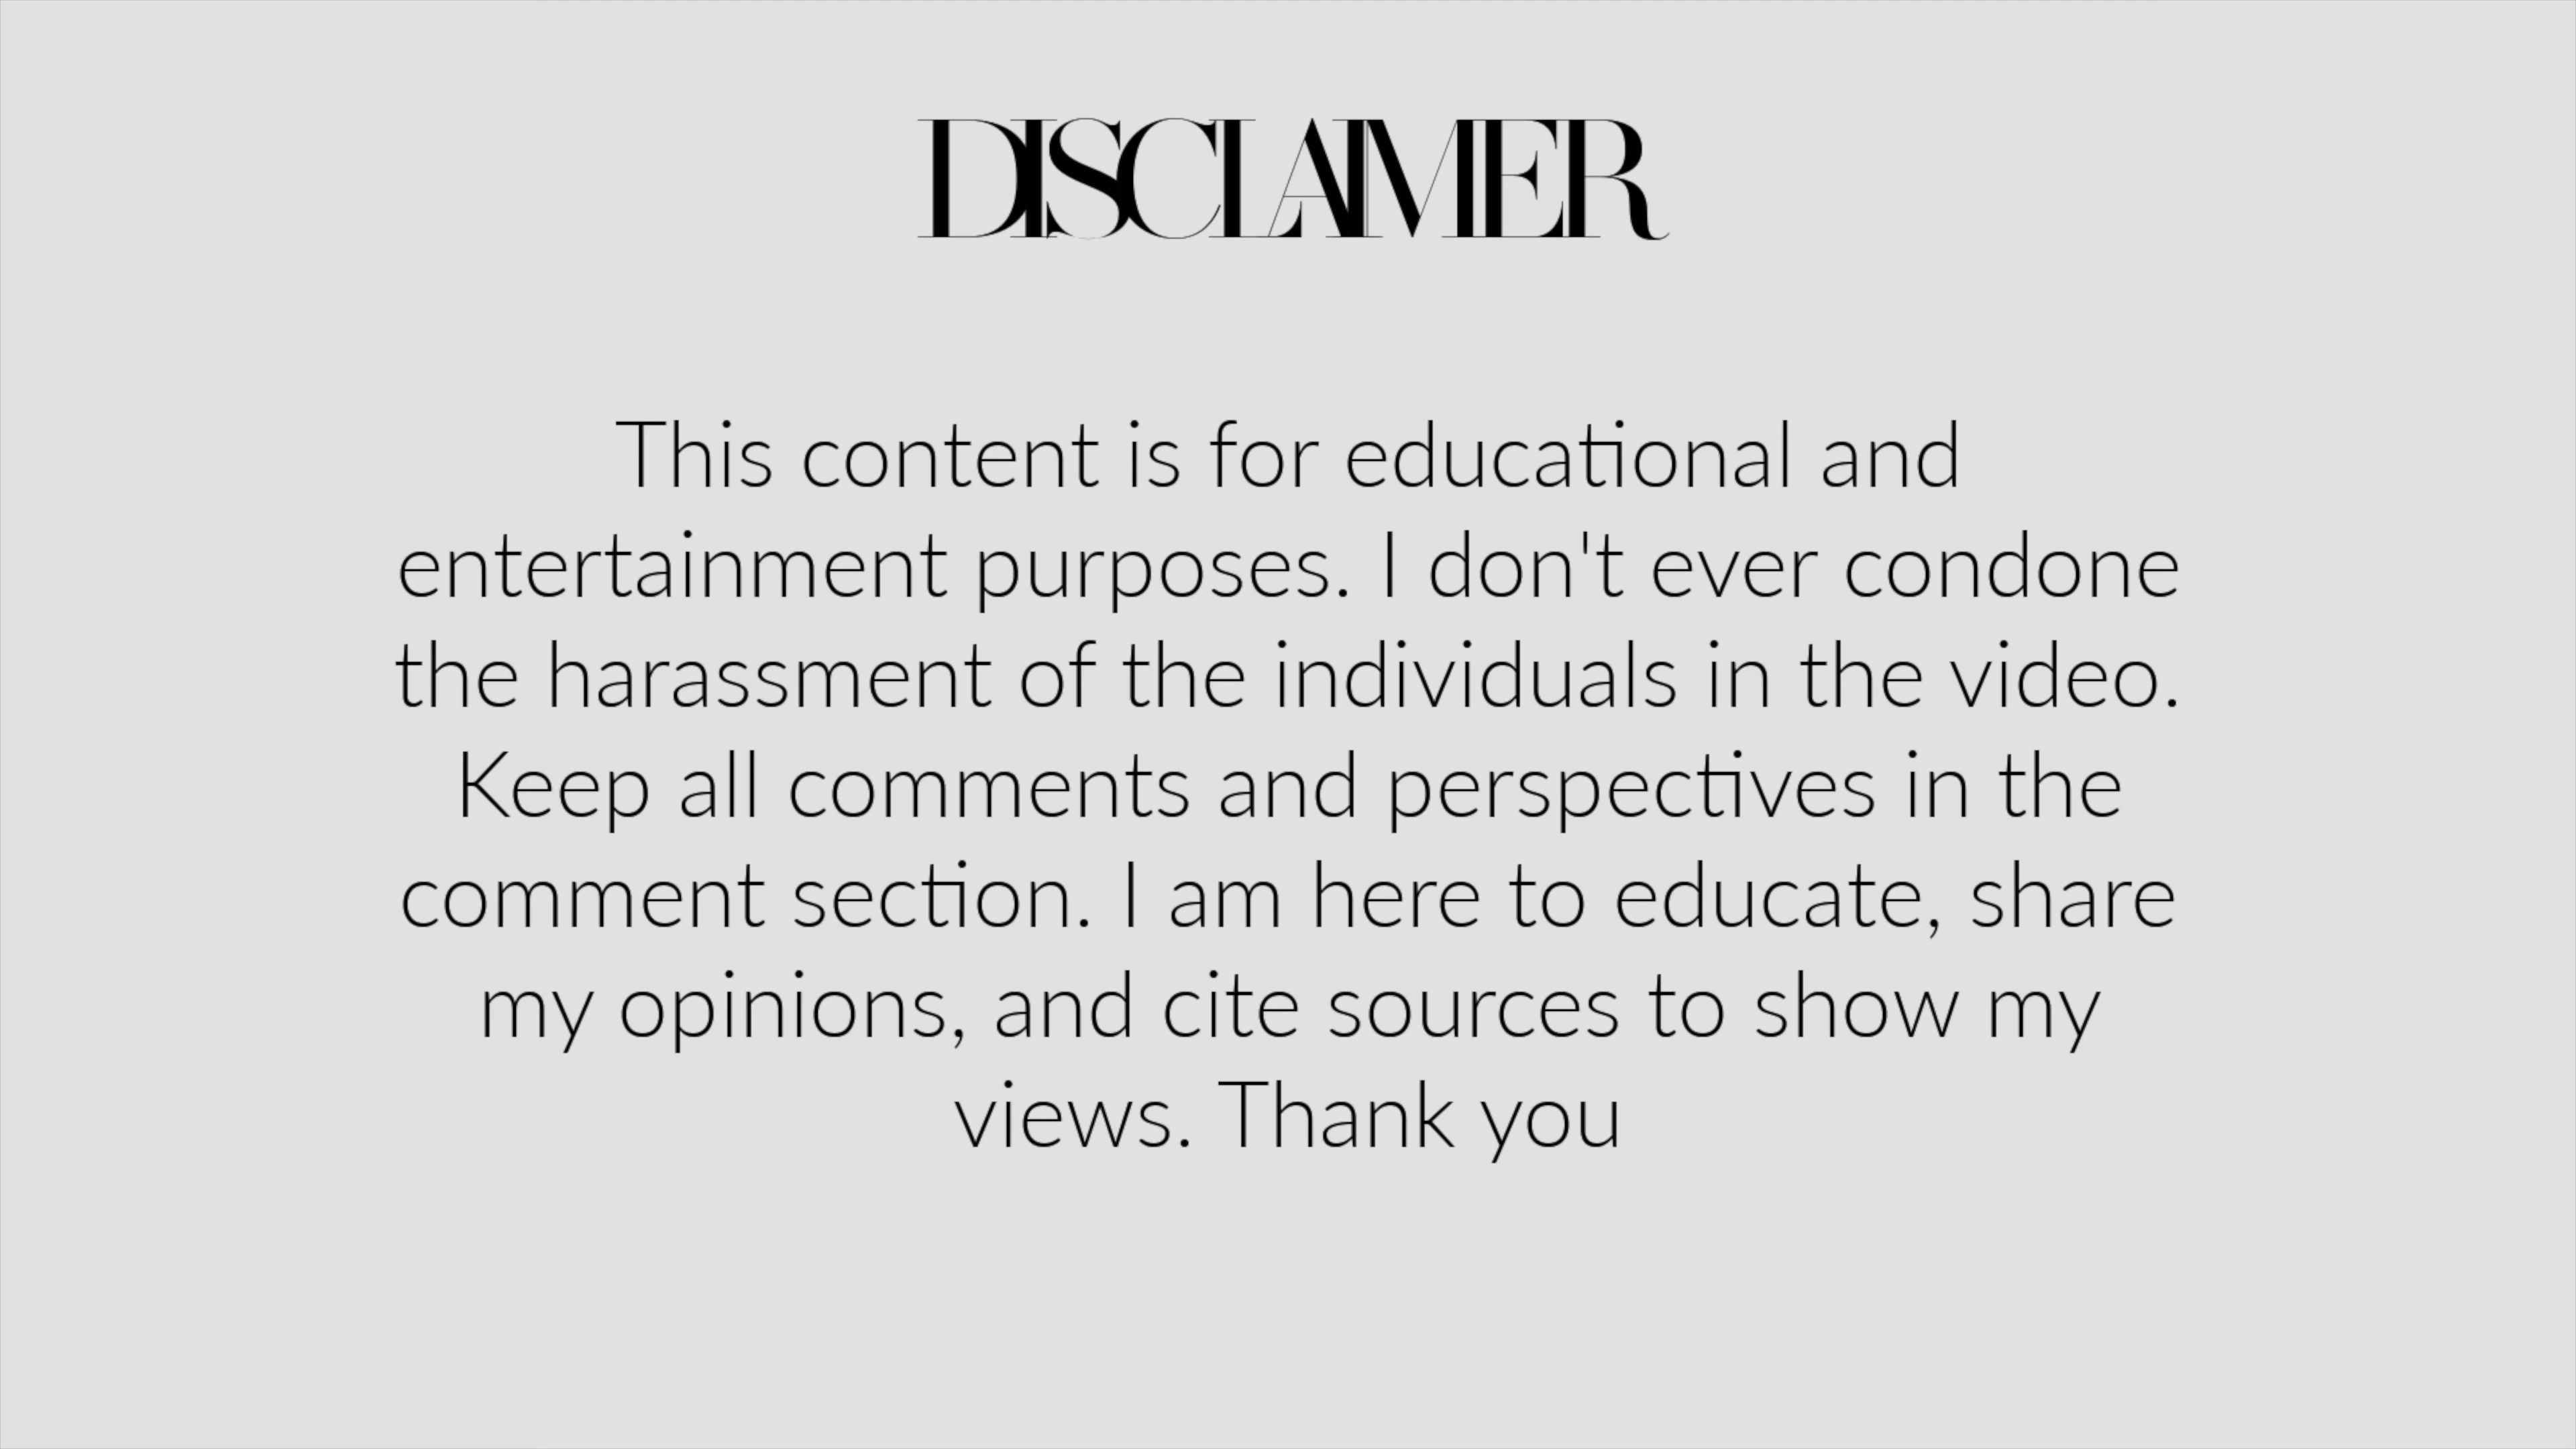 DISCLAIMER
This content is for educational and
entertainment purposes. I don't ever condone
the harassment of the individuals in the video.
Keep all comments and perspectives in the
comment section. I am here to educate, share
my opinions, and cite sources to show my
views. Thank you